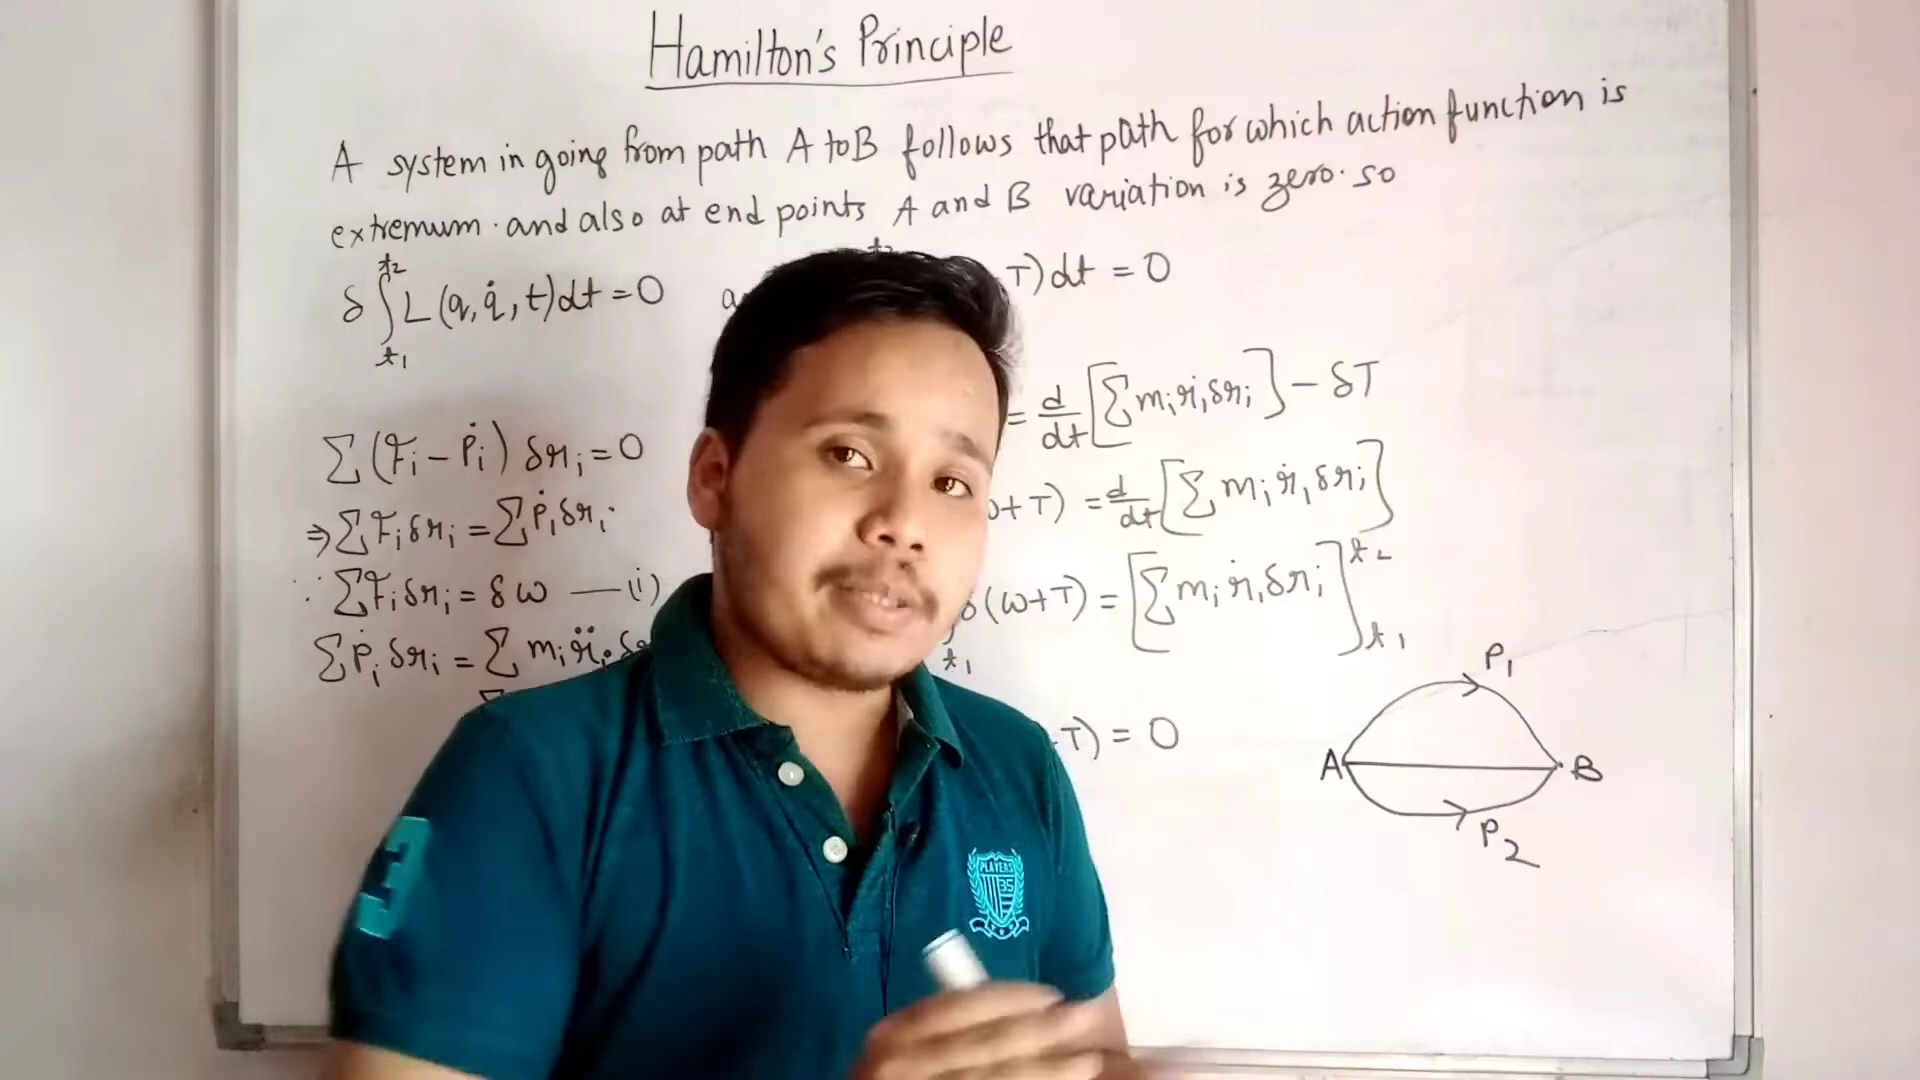 Hamilton's Principle
A system in going from path A to B follows that path for which action function is
extremum. and also at end points A and B variation is zero. so
δ∫L(q, q̇, t)dt = 0
t2
t1
T)dt = 0
= d/dt [Σ mᵢ ṙᵢ δrᵢ] − δT
Σ(Fᵢ − Ṗᵢ) δrᵢ = 0
+ T) = d/dt [Σ mᵢ ṙᵢ δrᵢ]
⇒ Σ Fᵢ δrᵢ = Σ Ṗᵢ δrᵢ
∵ Σ Fᵢ δrᵢ = δω — (i)
δ(ω+T) = [Σ mᵢ ṙᵢ δrᵢ]
t2
t1
t1
Σ Ṗᵢ δrᵢ = Σ mᵢ r̈ᵢ δ
T) = 0
P1
A
B
P2
3
PLAYERS
35